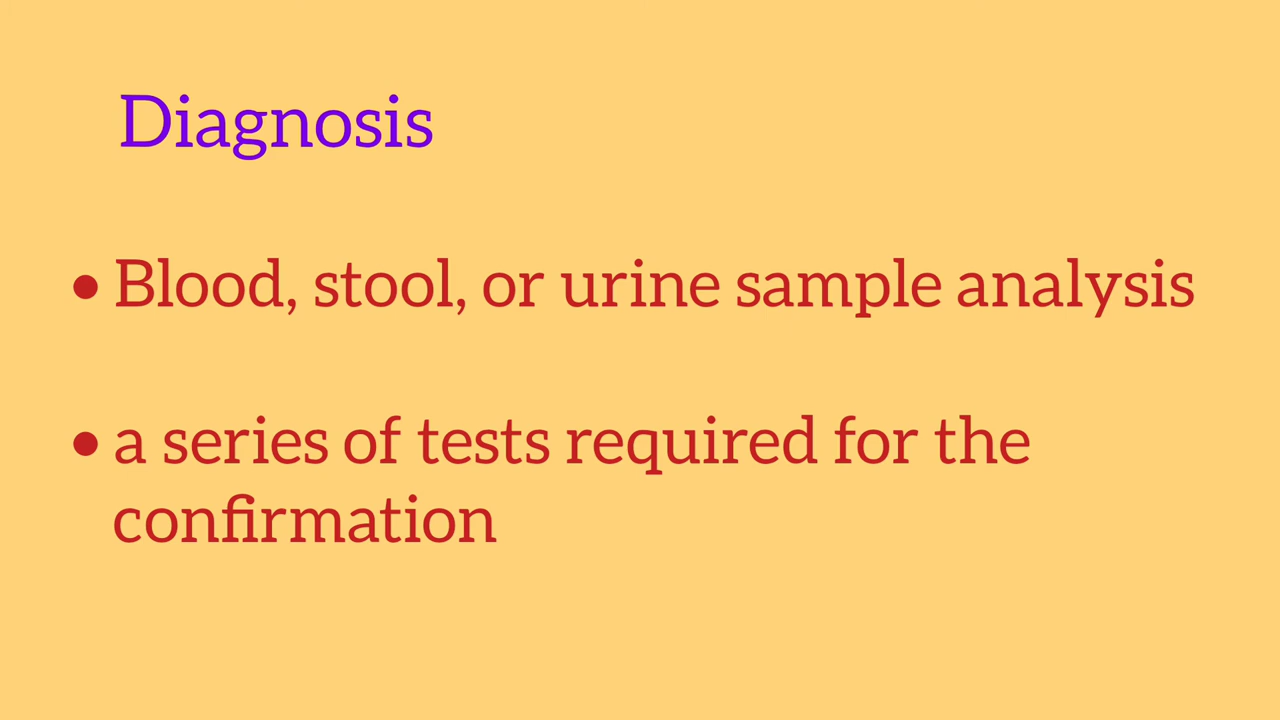 Diagnosis
• Blood, stool, or urine sample analysis
• a series of tests required for the
confirmation